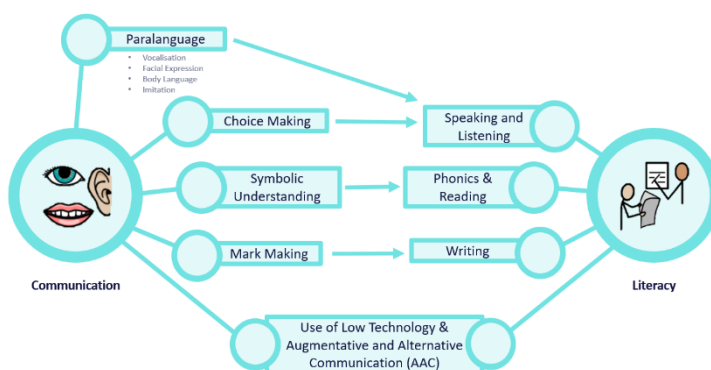 Paralanguage
• Vocalisation
• Facial Expression
• Body Language
• Imitation
Choice Making
Speaking and
Listening
Symbolic
Understanding
Phonics &
Reading
Mark Making
Writing
Communication
Literacy
Use of Low Technology &
Augmentative and Alternative
Communication (AAC)